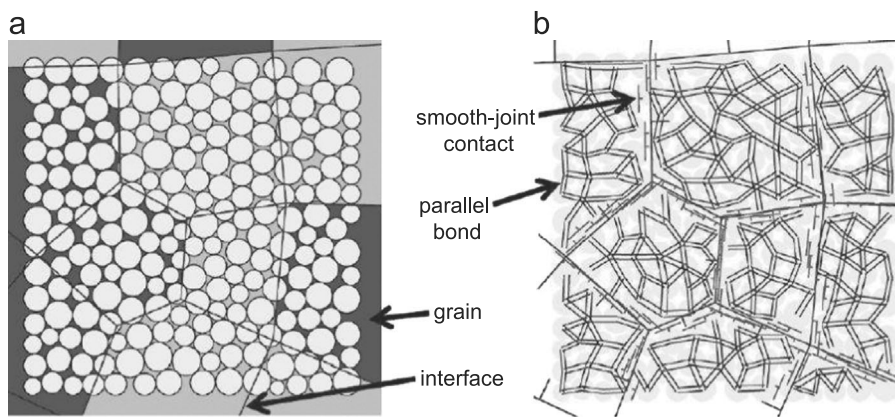 a
b
smooth-joint
contact
parallel
bond
grain
interface